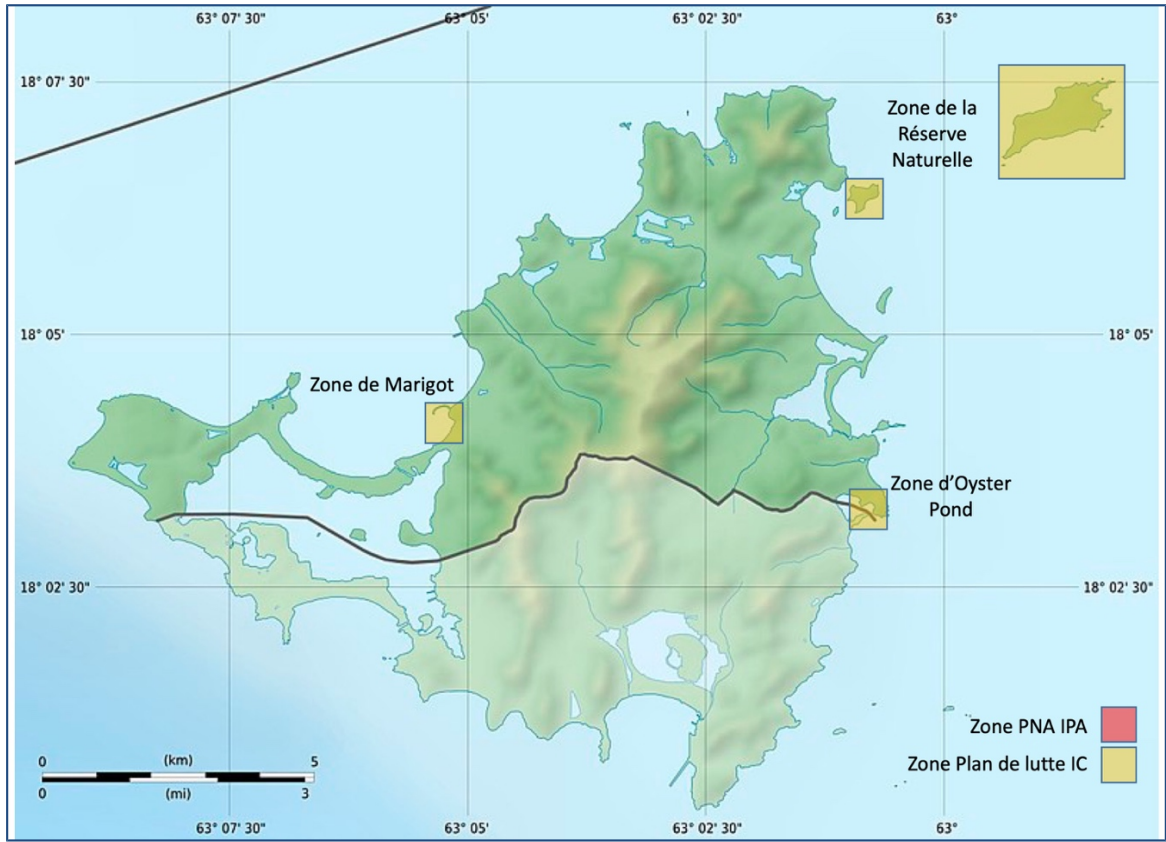 63° 07' 30"
63° 05'
63° 02' 30"
63°
18° 07' 30"
Zone de la
Réserve
Naturelle
18° 05'
18° 05'
Zone de Marigot
Zone d'Oyster
Pond
18° 02' 30"
18° 02' 30"
Zone PNA IPA
Zone Plan de lutte IC
0 (km) 5
0 (mi) 3
63° 07' 30"
63° 05'
63° 02' 30"
63°